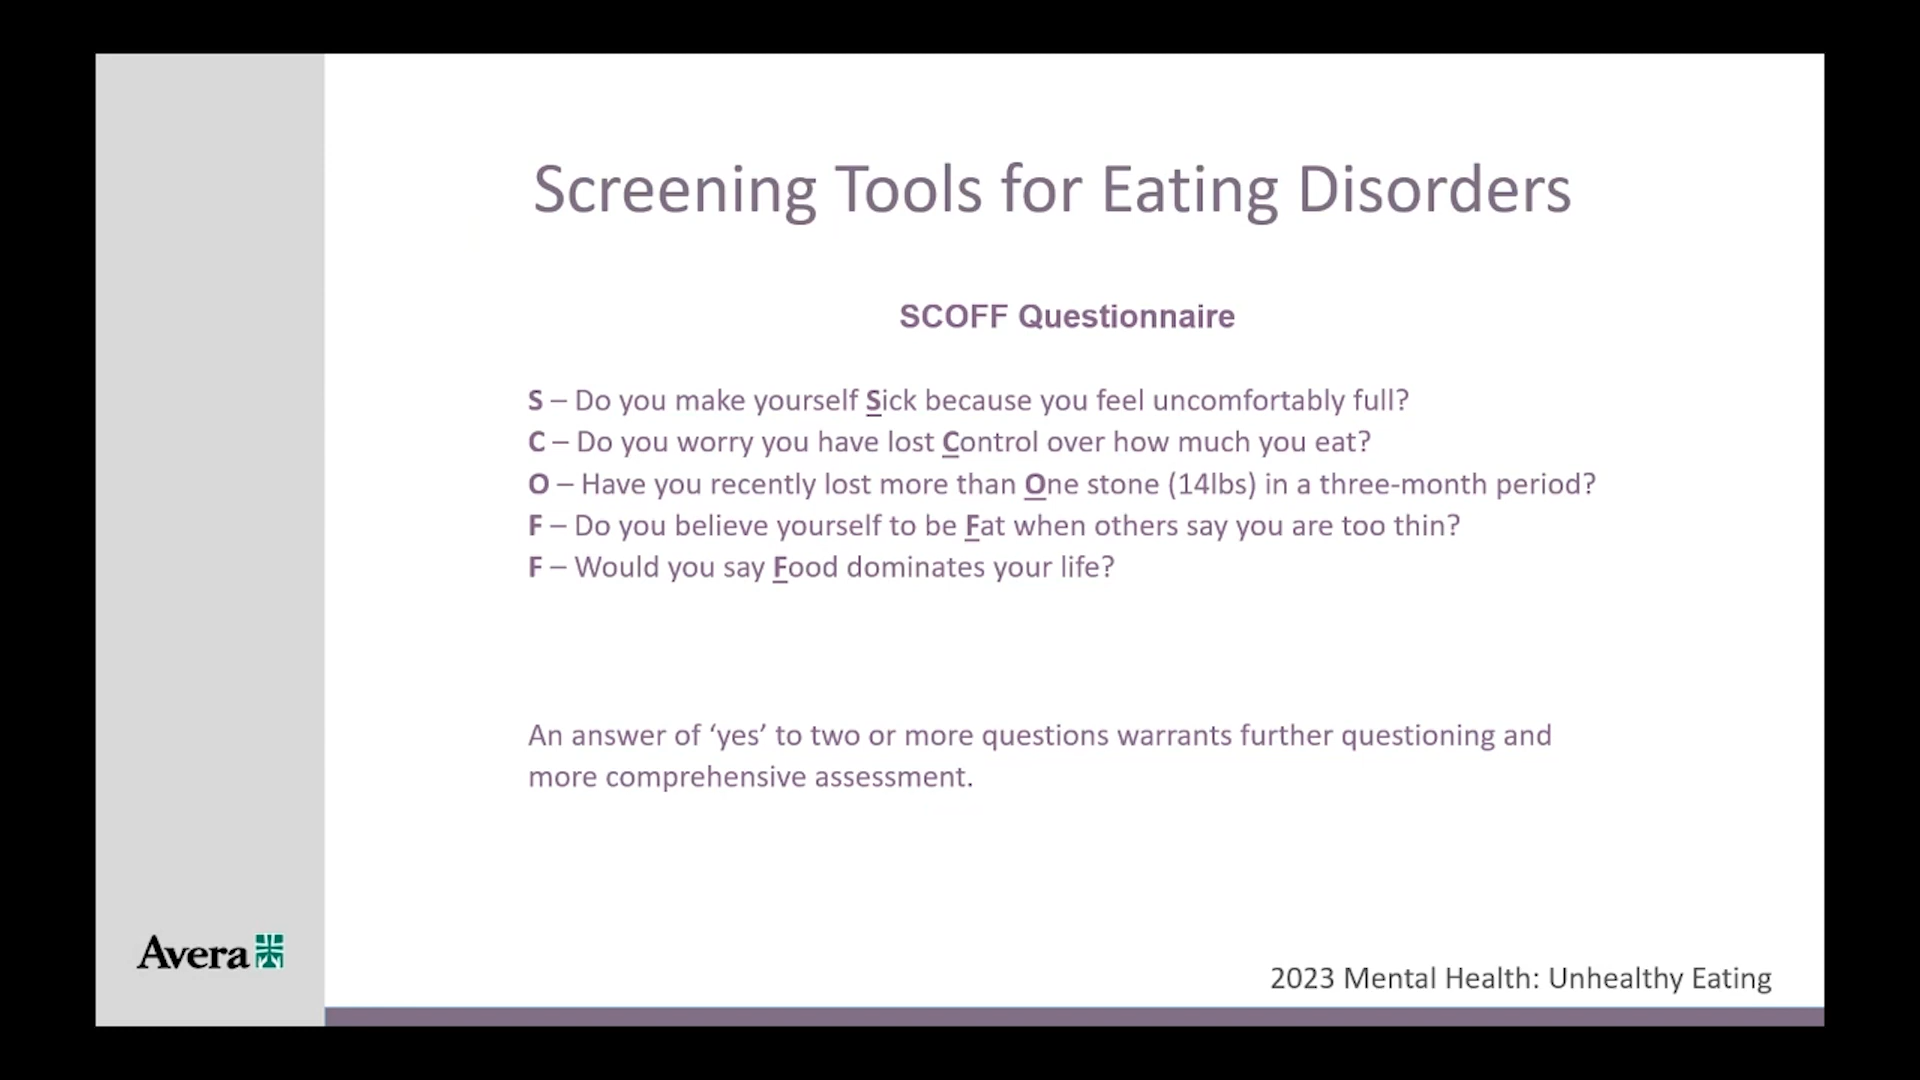 Screening Tools for Eating Disorders
SCOFF Questionnaire
S – Do you make yourself Sick because you feel uncomfortably full?
C – Do you worry you have lost Control over how much you eat?
O – Have you recently lost more than One stone (14lbs) in a three-month period?
F – Do you believe yourself to be Fat when others say you are too thin?
F – Would you say Food dominates your life?
An answer of ‘yes’ to two or more questions warrants further questioning and
more comprehensive assessment.
Avera
2023 Mental Health: Unhealthy Eating